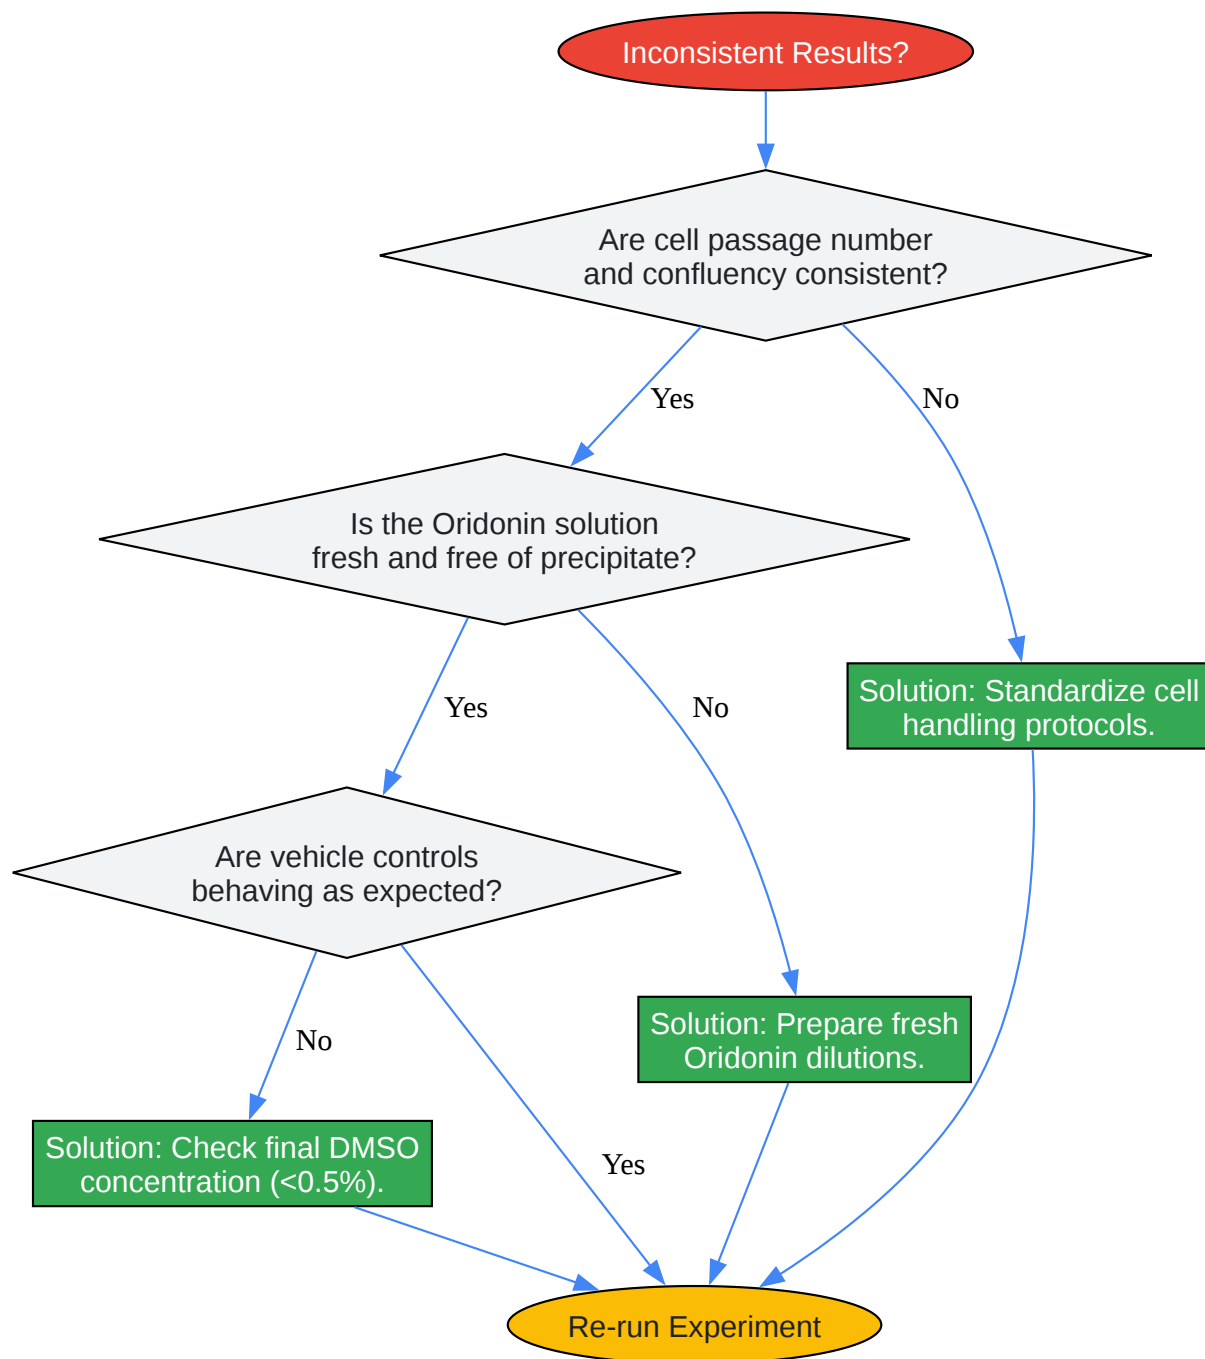 Inconsistent Results?
Are cell passage number
and confluency consistent?
Yes
No
Is the Oridonin solution
fresh and free of precipitate?
Yes
No
Solution: Standardize cell
handling protocols.
Are vehicle controls
behaving as expected?
No
Yes
Solution: Prepare fresh
Oridonin dilutions.
Solution: Check final DMSO
concentration (<0.5%).
Re-run Experiment